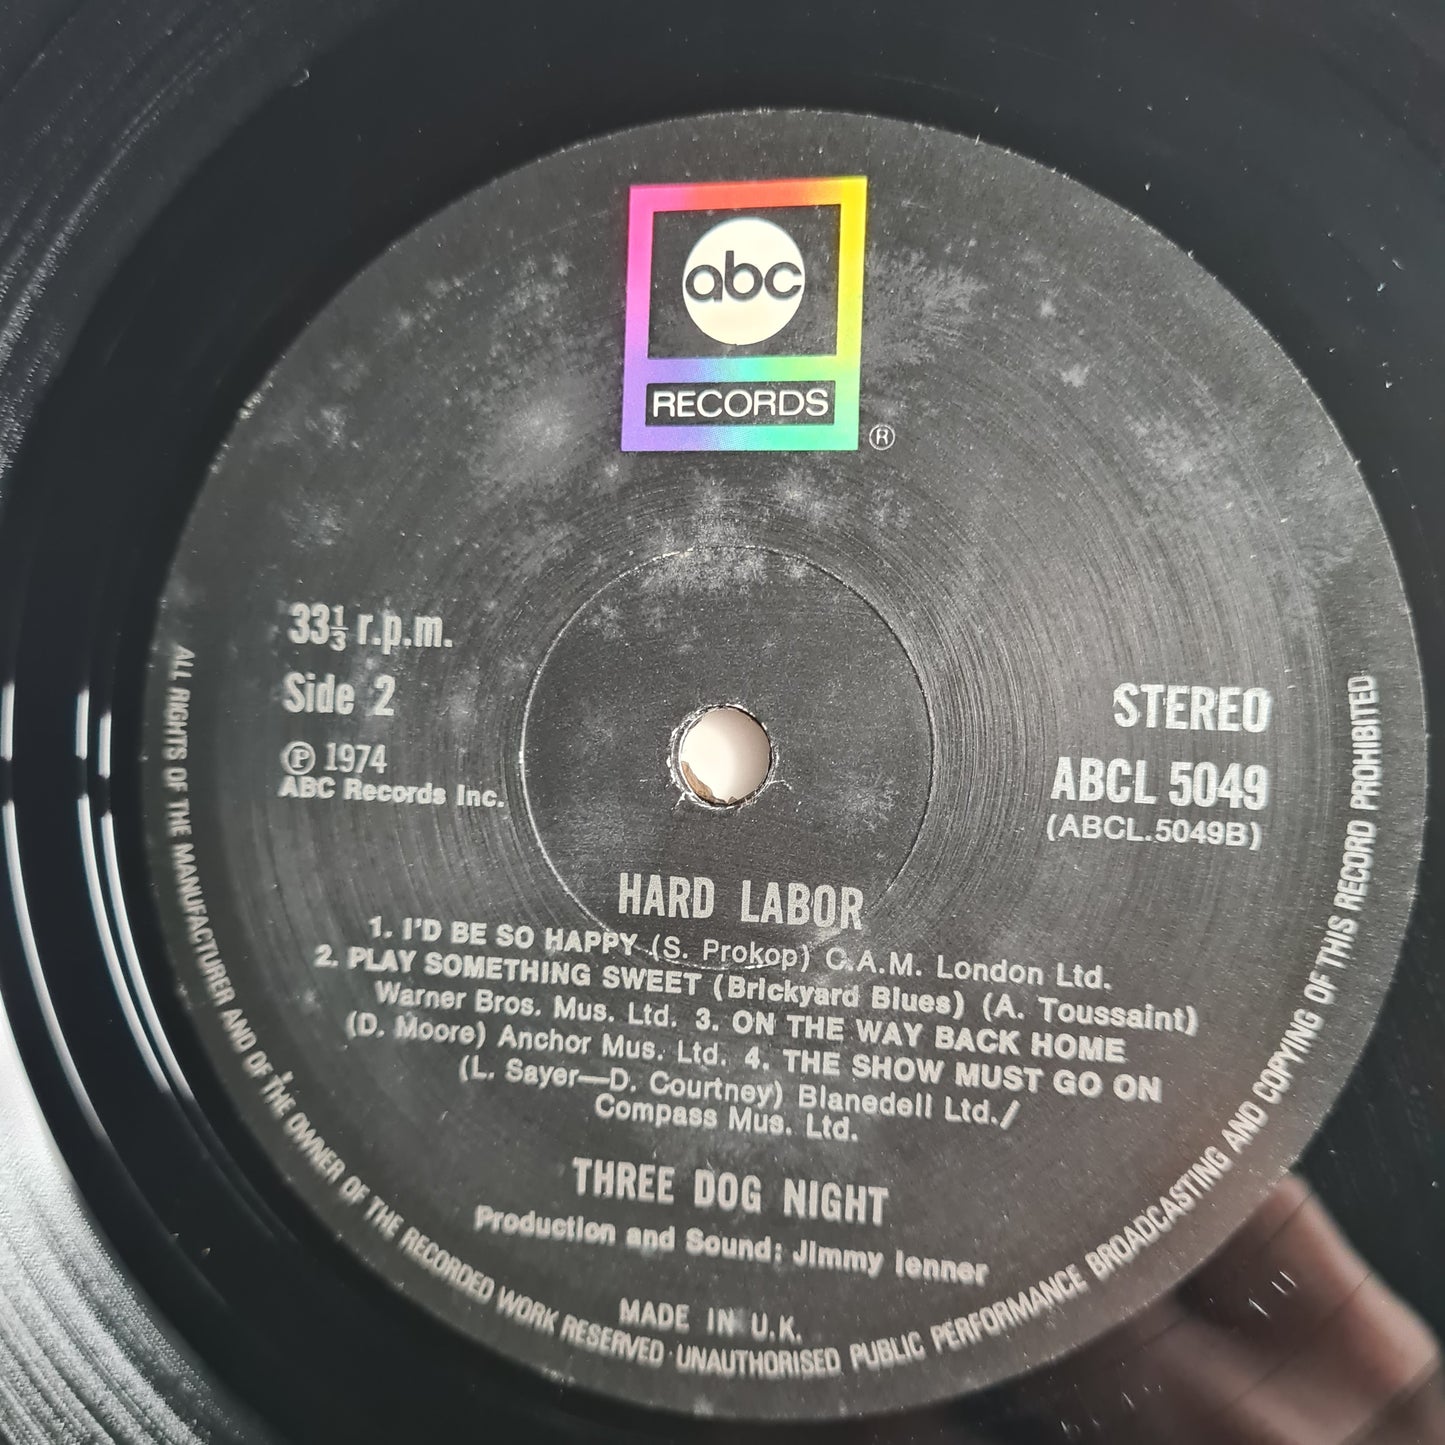 abc
RECORDS
®
33⅓ r.p.m.
Side 2
℗ 1974
ABC Records Inc.
STEREO
ABCL 5049
(ABCL.5049B)
HARD LABOR
1. I'D BE SO HAPPY (S. Prokop) C.A.M. London Ltd.
2. PLAY SOMETHING SWEET (Brickyard Blues) (A. Toussaint)
Warner Bros. Mus. Ltd. 3. ON THE WAY BACK HOME
(D. Moore) Anchor Mus. Ltd. 4. THE SHOW MUST GO ON
(L. Sayer—D. Courtney) Blanedell Ltd./
Compass Mus. Ltd.
THREE DOG NIGHT
Production and Sound: Jimmy Ienner
MADE IN U.K.
ALL RIGHTS OF THE MANUFACTURER AND OF THE OWNER OF THE RECORDED WORK RESERVED · UNAUTHORISED PUBLIC PERFORMANCE BROADCASTING AND COPYING OF THIS RECORD PROHIBITED